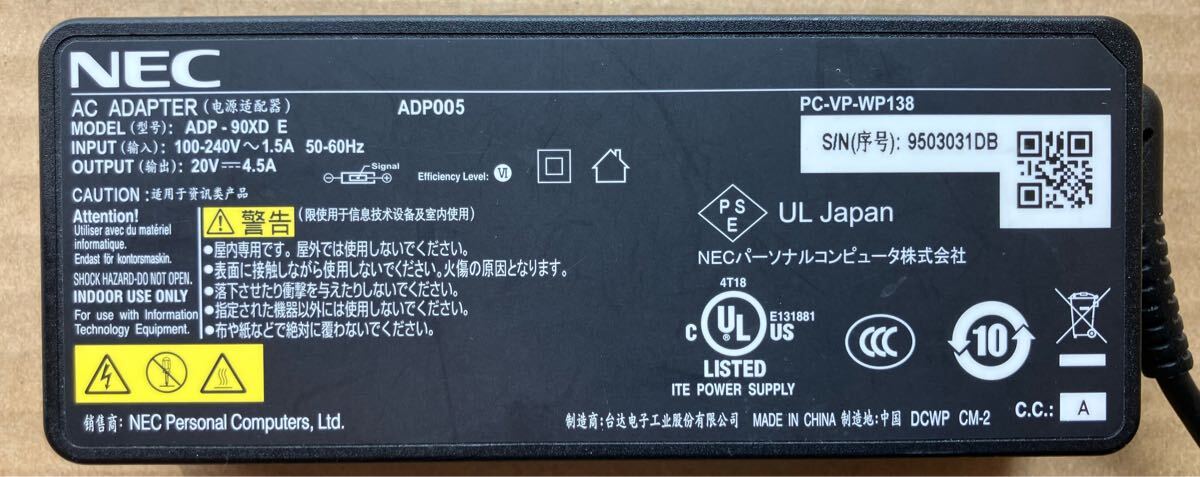 NEC
AC ADAPTER (电源适配器) ADP005
MODEL (型号): ADP-90XD E
INPUT (输入): 100-240V～1.5A 50-60Hz
OUTPUT (输出): 20V⎓4.5A
Signal
Efficiency Level: VI
CAUTION :适用于资讯类产品
Attention!
Utiliser avec du matériel
informatique.
Endast för kontorsmaskin.
SHOCK HAZARD-DO NOT OPEN.
INDOOR USE ONLY
For use with Information
Technology Equipment.
警告 (限使用于信息技术设备及室内使用)
●屋内専用です。屋外では使用しないでください。
●表面に接触しながら使用しないでください。火傷の原因となります。
●落下させたり衝撃を与えたりしないでください。
●指定された機器以外には使用しないでください。
●布や紙などで絶対に覆わないでください。
销售商: NEC Personal Computers, Ltd.
PC-VP-WP138
S/N(序号): 9503031DB
PSE UL Japan
NECパーソナルコンピュータ株式会社
4T18
C UL US E131881
LISTED
ITE POWER SUPPLY
CCC
10
制造商:台达电子工业股份有限公司 MADE IN CHINA 制造地:中国 DCWP CM-2 C.C.: A